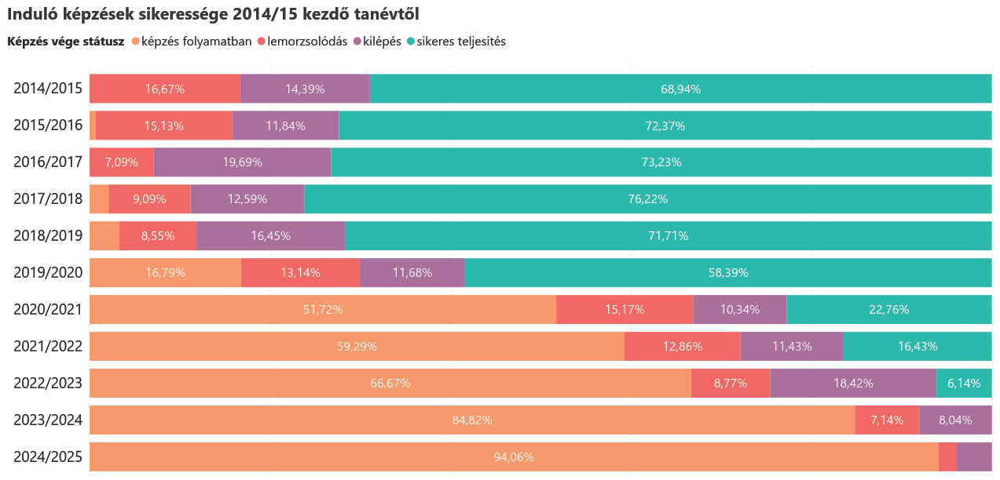 Induló képzések sikeressége 2014/15 kezdő tanévtől
Képzés vége státusz képzés folyamatban lemorzsolódás kilépés sikeres teljesítés
2014/2015 16,67% 14,39% 68,94%
2015/2016 15,13% 11,84% 72,37%
2016/2017 7,09% 19,69% 73,23%
2017/2018 9,09% 12,59% 76,22%
2018/2019 8,55% 16,45% 71,71%
2019/2020 16,79% 13,14% 11,68% 58,39%
2020/2021 51,72% 15,17% 10,34% 22,76%
2021/2022 59,29% 12,86% 11,43% 16,43%
2022/2023 66,67% 8,77% 18,42% 6,14%
2023/2024 84,82% 7,14% 8,04%
2024/2025 94,06%